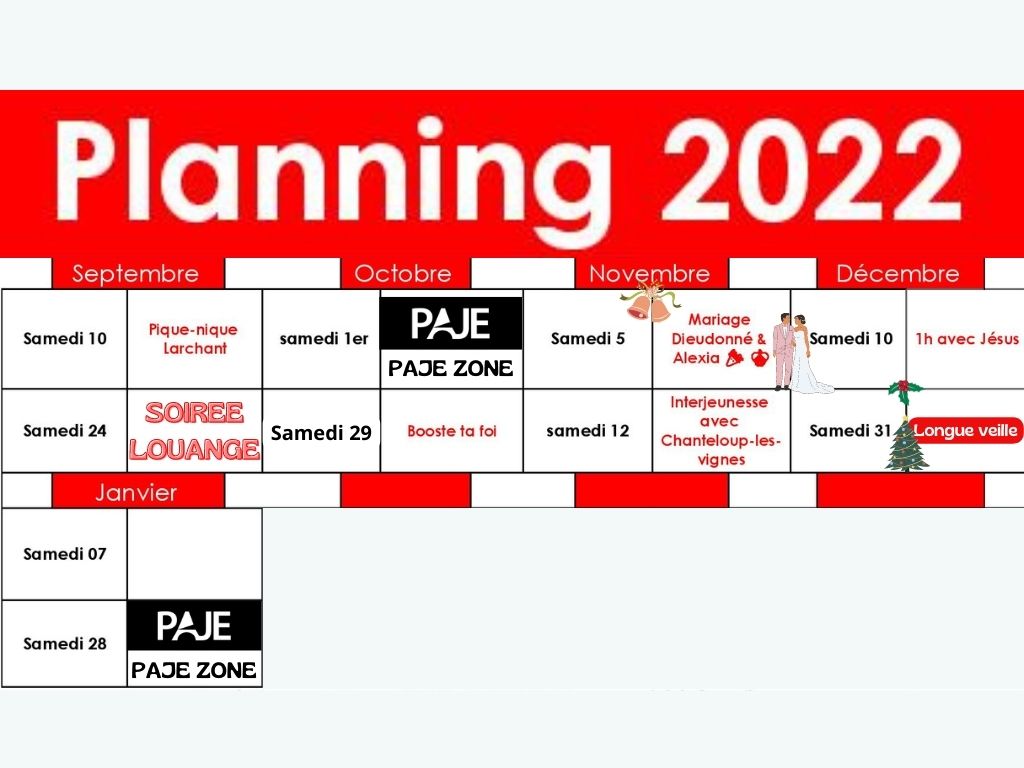 Planning 2022
Septembre
Octobre
Novembre
Décembre
Samedi 10
Pique-nique
Larchant
samedi 1er
PAJE
PAJE ZONE
Samedi 5
Mariage
Dieudonné &
Alexia
Samedi 10
1h avec Jésus
Samedi 24
SOIREE
LOUANGE
Samedi 29
Booste ta foi
samedi 12
Interjeunesse
avec
Chanteloup-les-
vignes
Samedi 31
Longue veille
Janvier
Samedi 07
Samedi 28
PAJE
PAJE ZONE